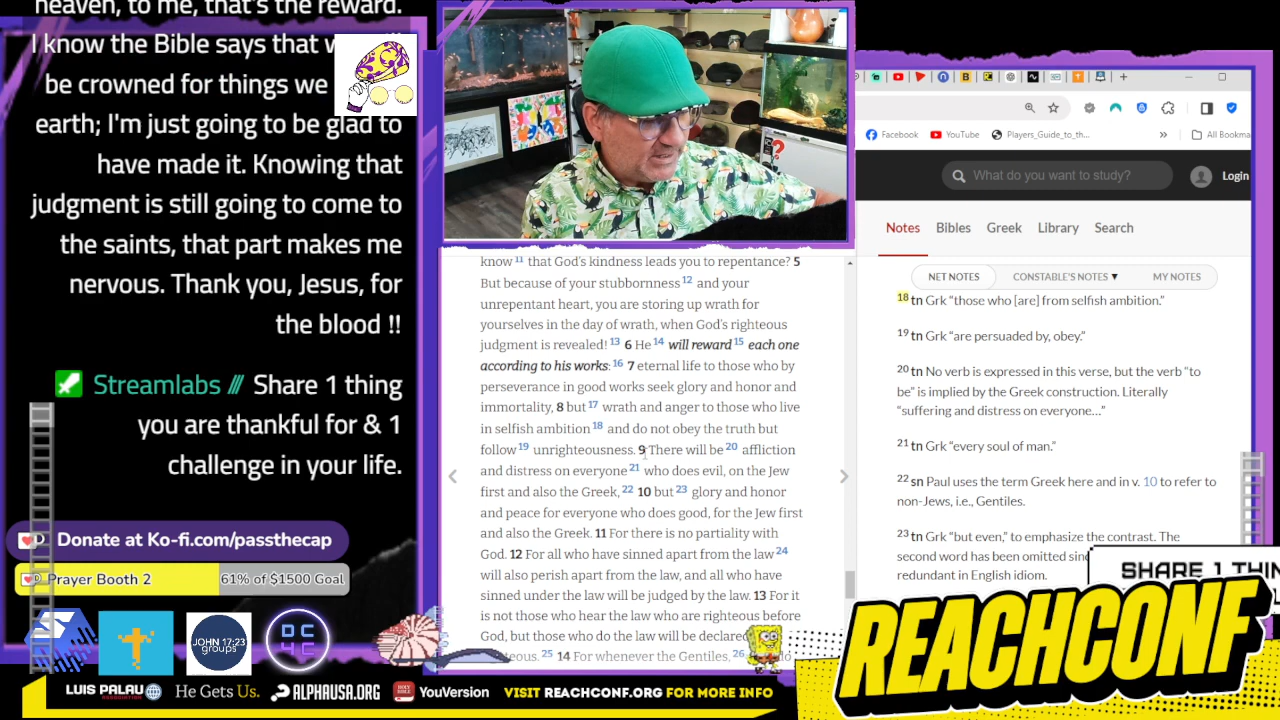 heaven, to me, that's the reward.
I know the Bible says that
be crowned for things we
earth; I'm just going to be glad to
have made it. Knowing that
judgment is still going to come to
the saints, that part makes me
nervous. Thank you, Jesus, for
the blood !!
Streamlabs /// Share 1 thing
you are thankful for & 1
challenge in your life.
Donate at Ko-fi.com/passthecap
Prayer Booth 2
61% of $1500 Goal
JOHN 17:23
groups
DC
4C
know 11 that God's kindness leads you to repentance? 5
But because of your stubbornness 12 and your
unrepentant heart, you are storing up wrath for
yourselves in the day of wrath, when God's righteous
judgment is revealed! 13 6 He 14 will reward 15 each one
according to his works: 16 7 eternal life to those who by
perseverance in good works seek glory and honor and
immortality, 8 but 17 wrath and anger to those who live
in selfish ambition 18 and do not obey the truth but
follow 19 unrighteousness. 9 There will be 20 affliction
and distress on everyone 21 who does evil, on the Jew
first and also the Greek, 22 10 but 23 glory and honor
and peace for everyone who does good, for the Jew first
and also the Greek. 11 For there is no partiality with
God. 12 For all who have sinned apart from the law 24
will also perish apart from the law, and all who have
sinned under the law will be judged by the law. 13 For it
is not those who hear the law who are righteous before
God, but those who do the law will be declared
25 14 For whenever the Gentiles, 26
Facebook
YouTube
Players_Guide_to_th...
»
All Bookma
What do you want to study?
Login
Notes
Bibles
Greek
Library
Search
NET NOTES
CONSTABLE'S NOTES ▼
MY NOTES
18 tn Grk “those who [are] from selfish ambition.”
19 tn Grk “are persuaded by, obey.”
20 tn No verb is expressed in this verse, but the verb “to
be” is implied by the Greek construction. Literally
“suffering and distress on everyone…”
21 tn Grk “every soul of man.”
22 sn Paul uses the term Greek here and in v. 10 to refer to
non-Jews, i.e., Gentiles.
23 tn Grk “but even,” to emphasize the contrast. The
second word has been omitted
redundant in English idiom.
SHARE 1
REACHCONF
LUIS PALAU
He Gets Us.
ALPHAUSA.ORG
HOLY BIBLE
YouVersion
VISIT REACHCONF.ORG FOR MORE INFO